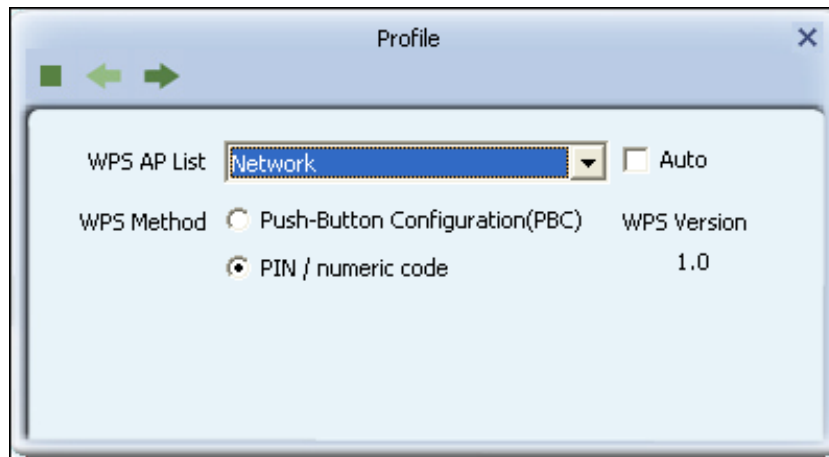 Profile
WPS AP List Network Auto
WPS Method Push-Button Configuration(PBC) WPS Version
PIN / numeric code 1.0